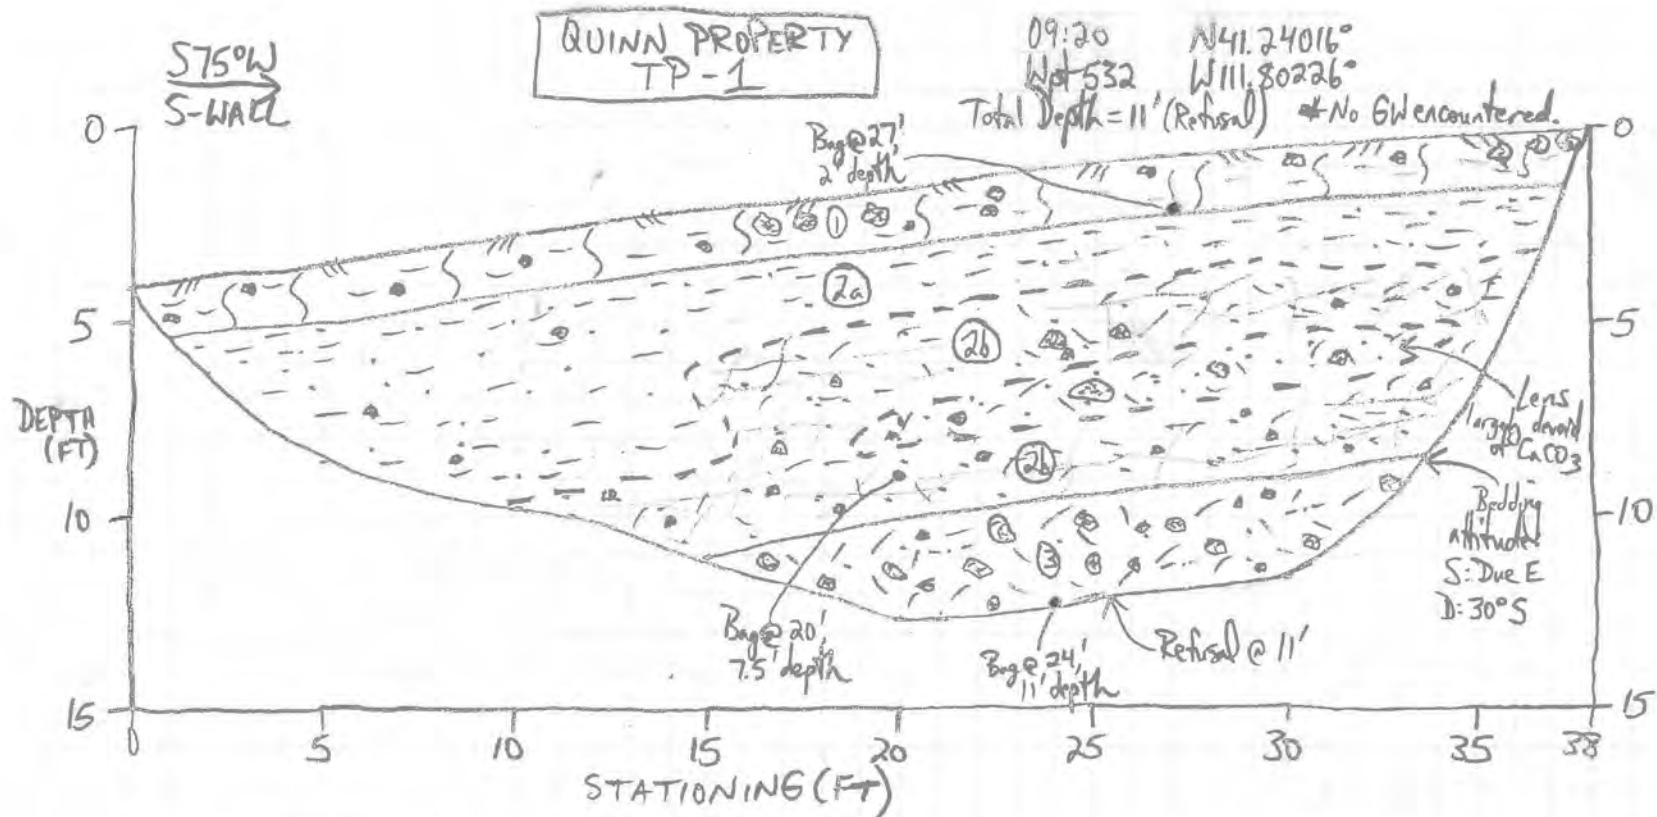 S75°W
S-WALL
QUINN PROPERTY
TP-1
09:20 N41.24016°
Wpt 532 W111.80226°
Total Depth = 11' (Refusal) *No GW encountered.
0
0
Bag @ 27',
2' depth
1
2a
5
5
2b
DEPTH
(FT)
Lens
largely devoid
of CaCO3
2b
Bedding
attitude
S: Due E
D: 30°S
10
10
3
Bag @ 20',
7.5' depth
Bag @ 24',
11' depth
Refusal @ 11'
15
15
0 5 10 15 20 25 30 35 38
STATIONING (FT)